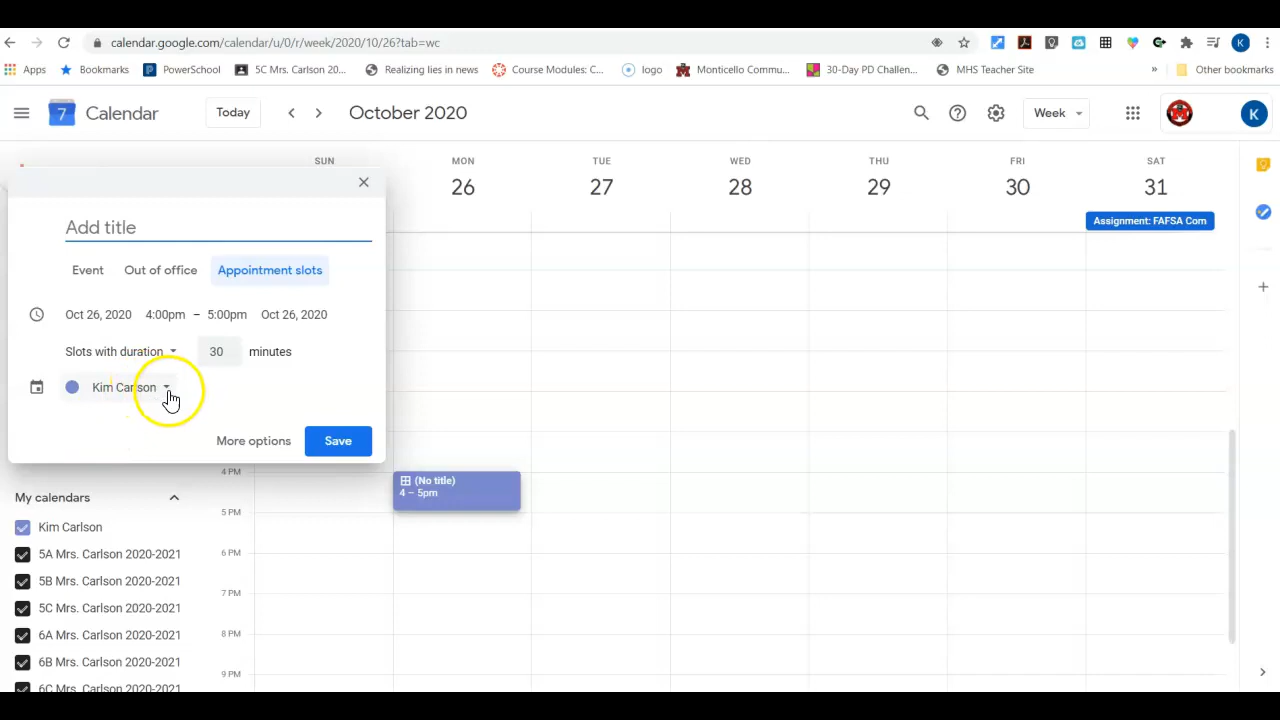 calendar.google.com/calendar/u/0/r/week/2020/10/26?tab=wc
K
Apps Bookmarks PowerSchool 5C Mrs. Carlson 20... Realizing lies in news Course Modules: C... logo Monticello Commu... 30-Day PD Challen... MHS Teacher Site » Other bookmarks
7 Calendar Today October 2020 Week K
SUN MON TUE WED THU FRI SAT
26 27 28 29 30 31
Assignment: FAFSA Com
Add title
Event Out of office Appointment slots
Oct 26, 2020 4:00pm – 5:00pm Oct 26, 2020
Slots with duration 30 minutes
Kim Carlson
More options Save
4 PM
(No title)
4 – 5pm
My calendars
5 PM
Kim Carlson
5A Mrs. Carlson 2020-2021
6 PM
5B Mrs. Carlson 2020-2021
7 PM
5C Mrs. Carlson 2020-2021
8 PM
6A Mrs. Carlson 2020-2021
6B Mrs. Carlson 2020-2021
9 PM
6C Mrs. Carlson 2020-2021